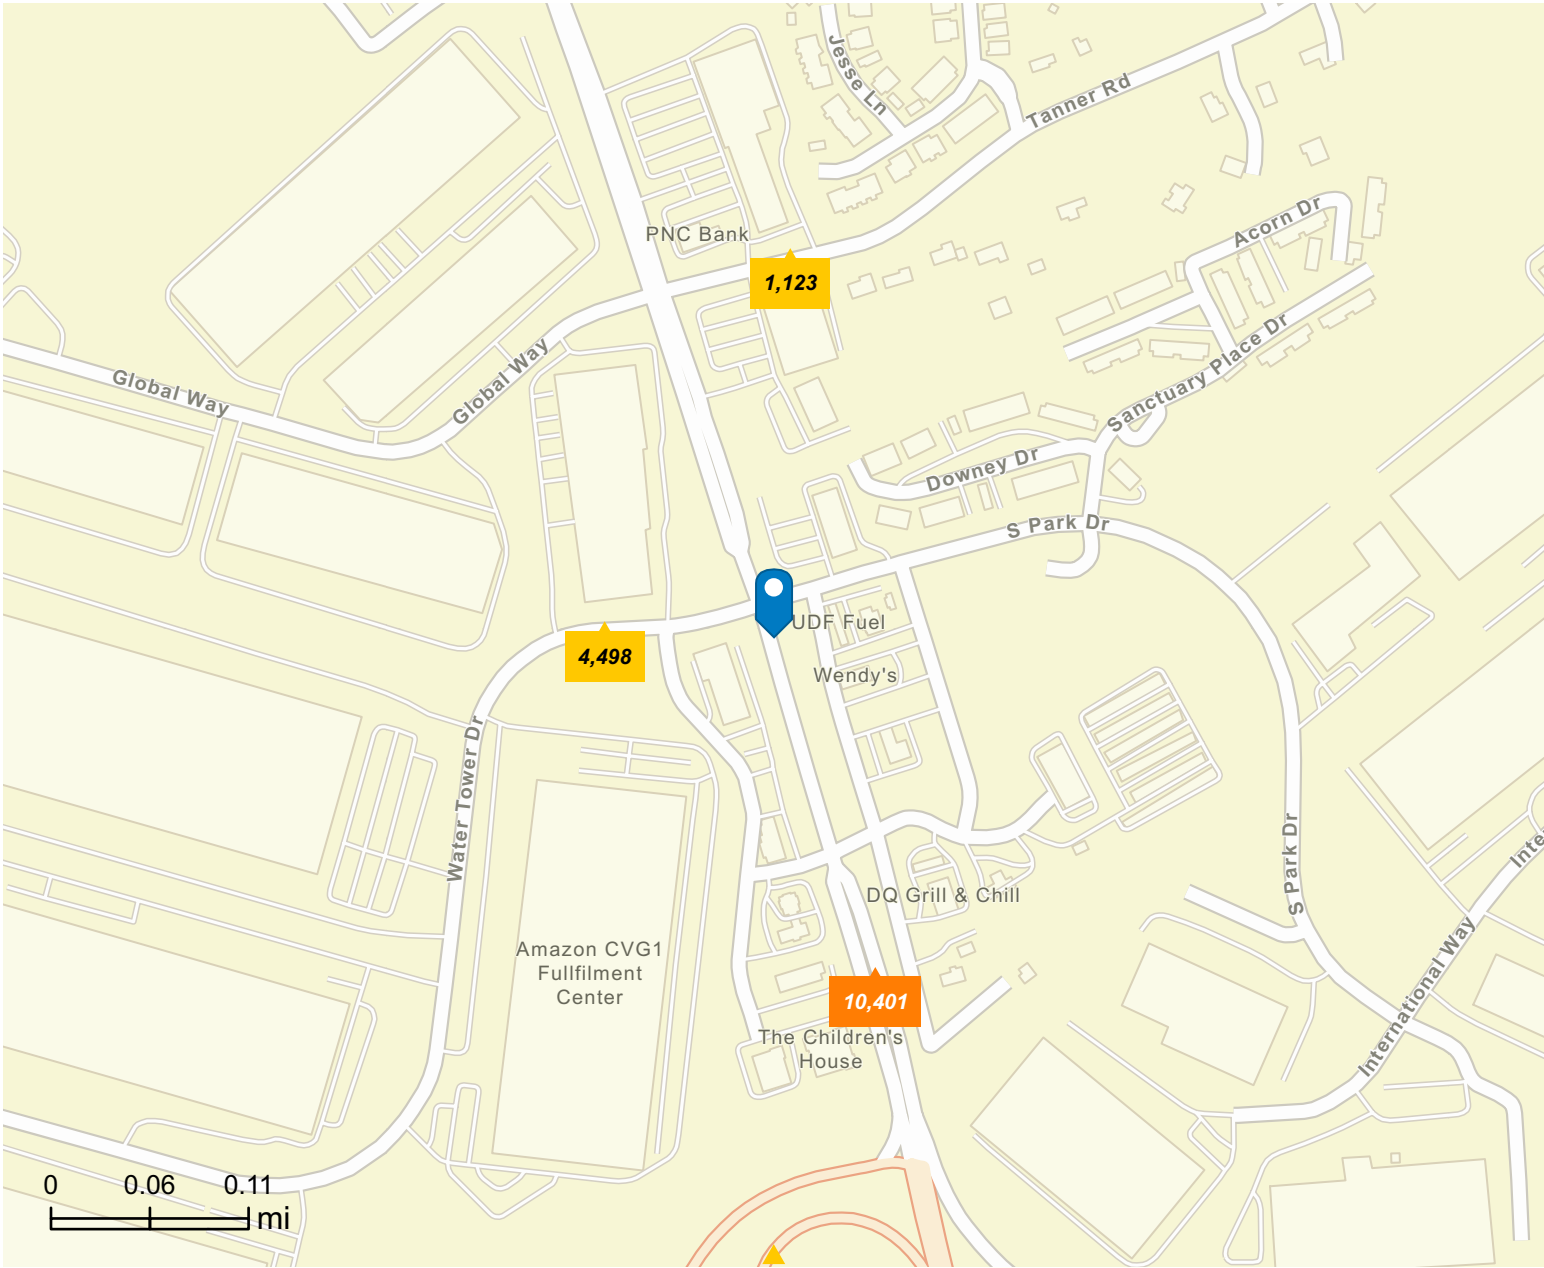 Jesse Ln
Tanner Rd
PNC Bank
Acorn Dr
1,123
Global Way
Global Way
Sanctuary Place Dr
Downey Dr
S Park Dr
UDF Fuel
4,498
Wendy's
Water Tower Dr
S Park Dr
Inte
DQ Grill & Chill
Amazon CVG1
Fullfilment
Center
10,401
International Way
The Children's
House
0 0.06 0.11
mi